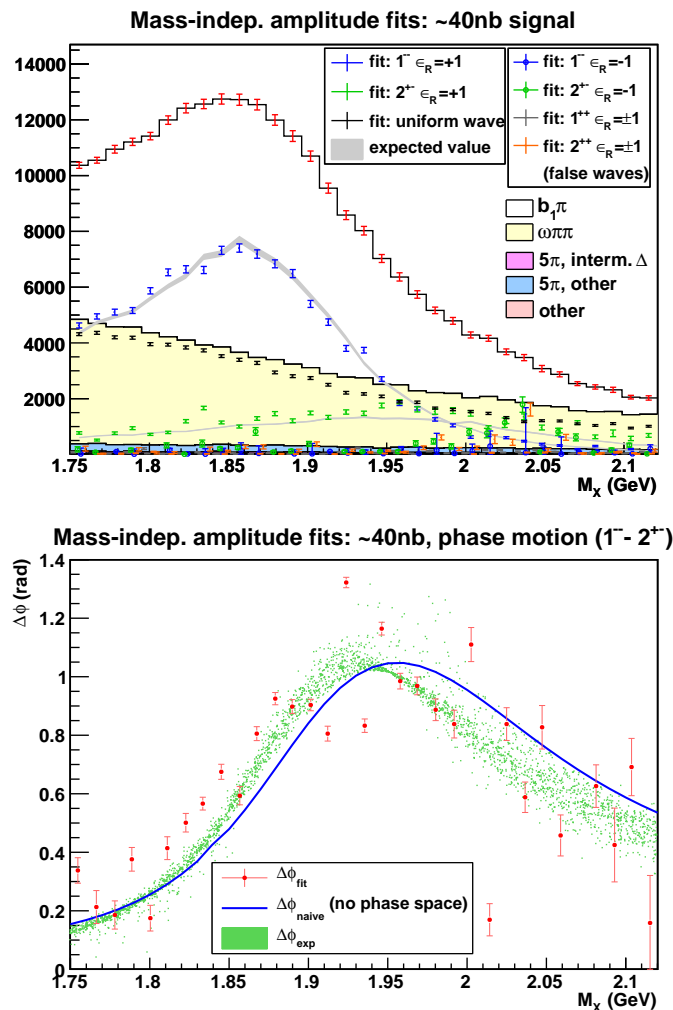 Mass-indep. amplitude fits: ~40nb signal
14000
12000
10000
8000
6000
4000
2000
fit: 1⁻⁻ ϵ_R=+1
fit: 2⁺⁻ ϵ_R=+1
fit: uniform wave
expected value
fit: 1⁻⁻ ϵ_R=-1
fit: 2⁺⁻ ϵ_R=-1
fit: 1⁺⁺ ϵ_R=±1
fit: 2⁺⁺ ϵ_R=±1
(false waves)
b₁π
ωππ
5π, interm. Δ
5π, other
other
1.75 1.8 1.85 1.9 1.95 2 2.05 2.1
M_X (GeV)
Mass-indep. amplitude fits: ~40nb, phase motion (1⁻⁻- 2⁺⁻)
Δϕ (rad)
1.4
1.2
1
0.8
0.6
0.4
0.2
0
Δϕ_fit
Δϕ_naive (no phase space)
Δϕ_exp
1.75 1.8 1.85 1.9 1.95 2 2.05 2.1
M_X (GeV)